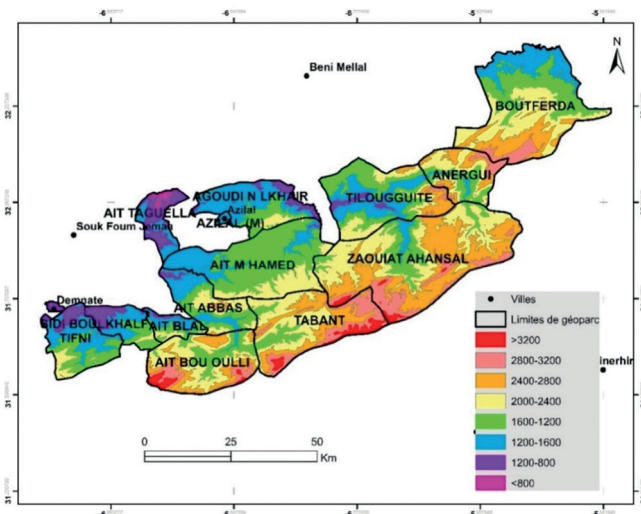 N
Beni Mellal
BOUTFERDA
ANERGUI
AGOUDI N LKHAIR
TILOUGGUITE
AIT TAGUELLA
Azilal
AZILAL (M)
Souk Foum Jemaa
ZAOUIAT AHANSAL
AIT M HAMED
Demnate
AIT ABBAS
SIDI BOULKHALF
AIT BLAL
TABANT
TIFNI
AIT BOU OULLI
inerhir
Villes
Limites de géoparc
>3200
2800-3200
2400-2800
2000-2400
1600-1200
1200-1600
1200-800
<800
0 25 50
Km